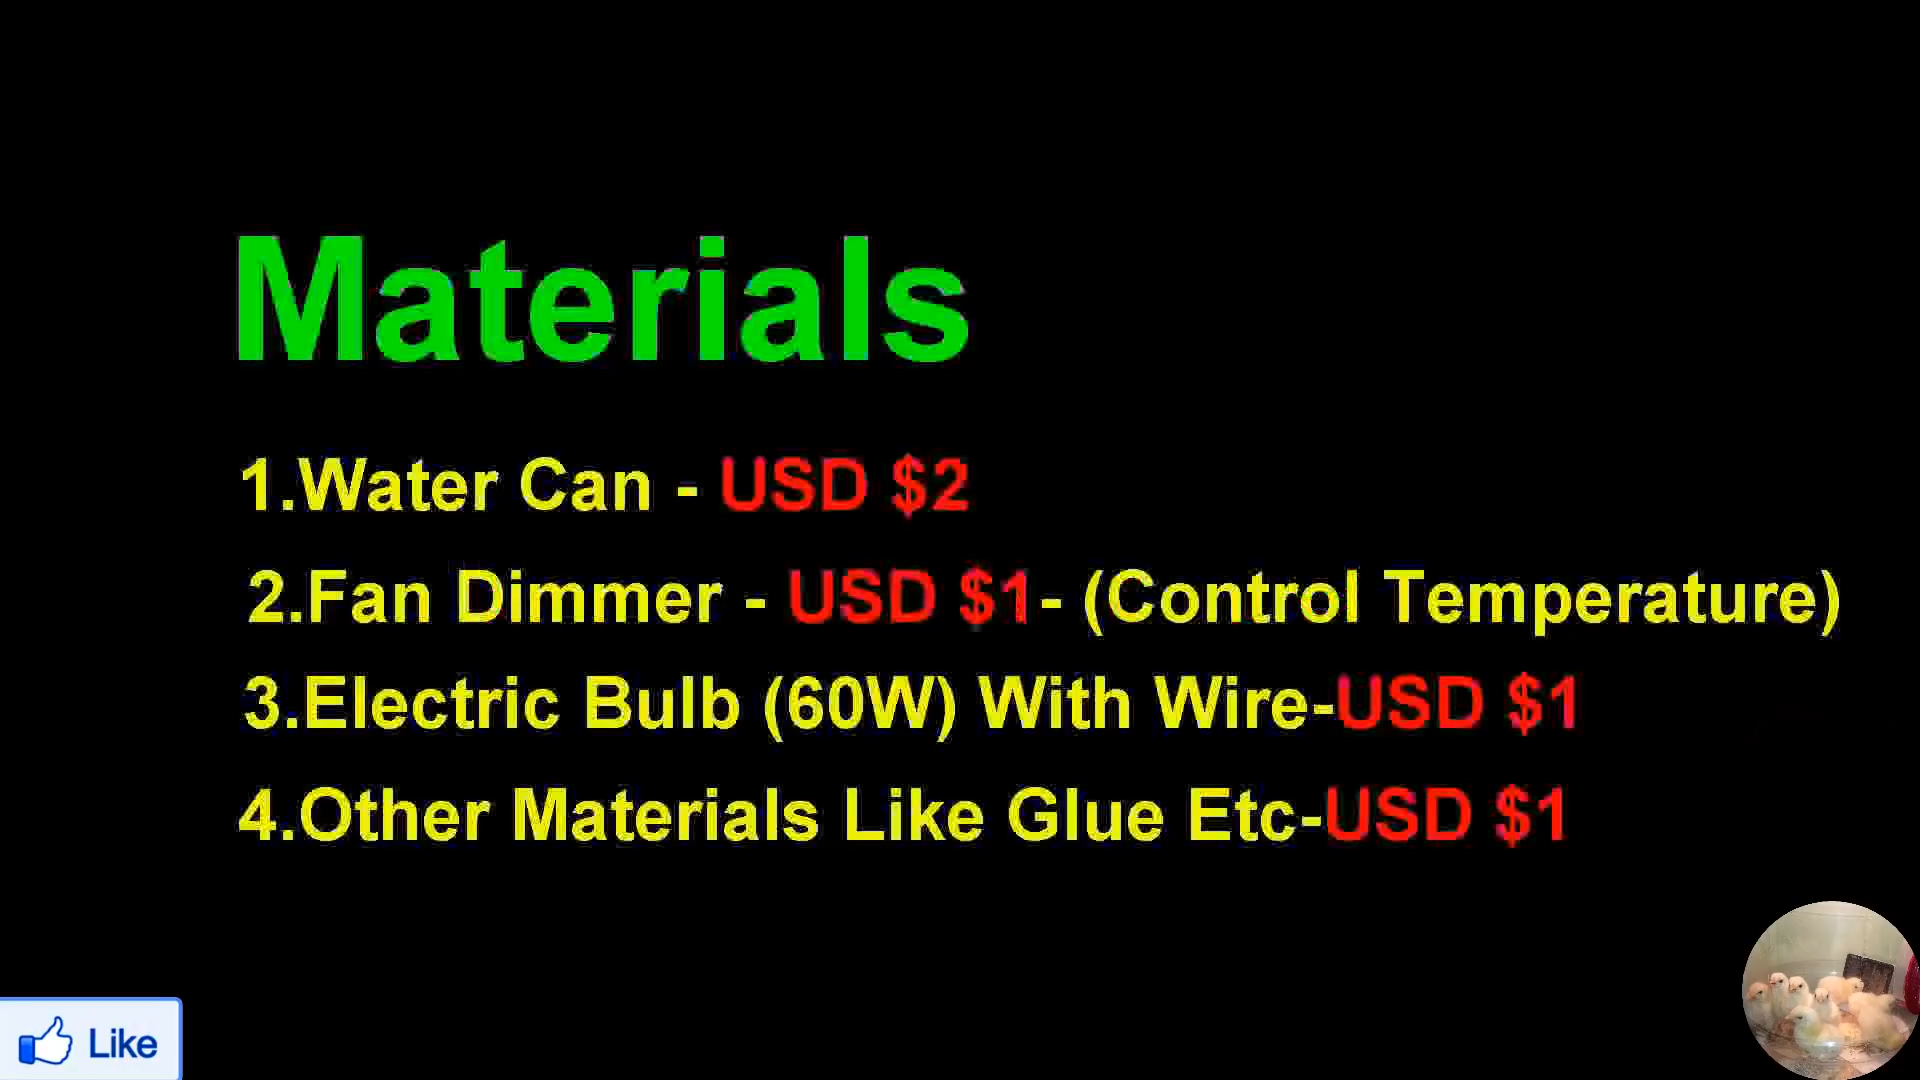 Materials
1.Water Can - USD $2
2.Fan Dimmer - USD $1- (Control Temperature)
3.Electric Bulb (60W) With Wire-USD $1
4.Other Materials Like Glue Etc-USD $1
Like